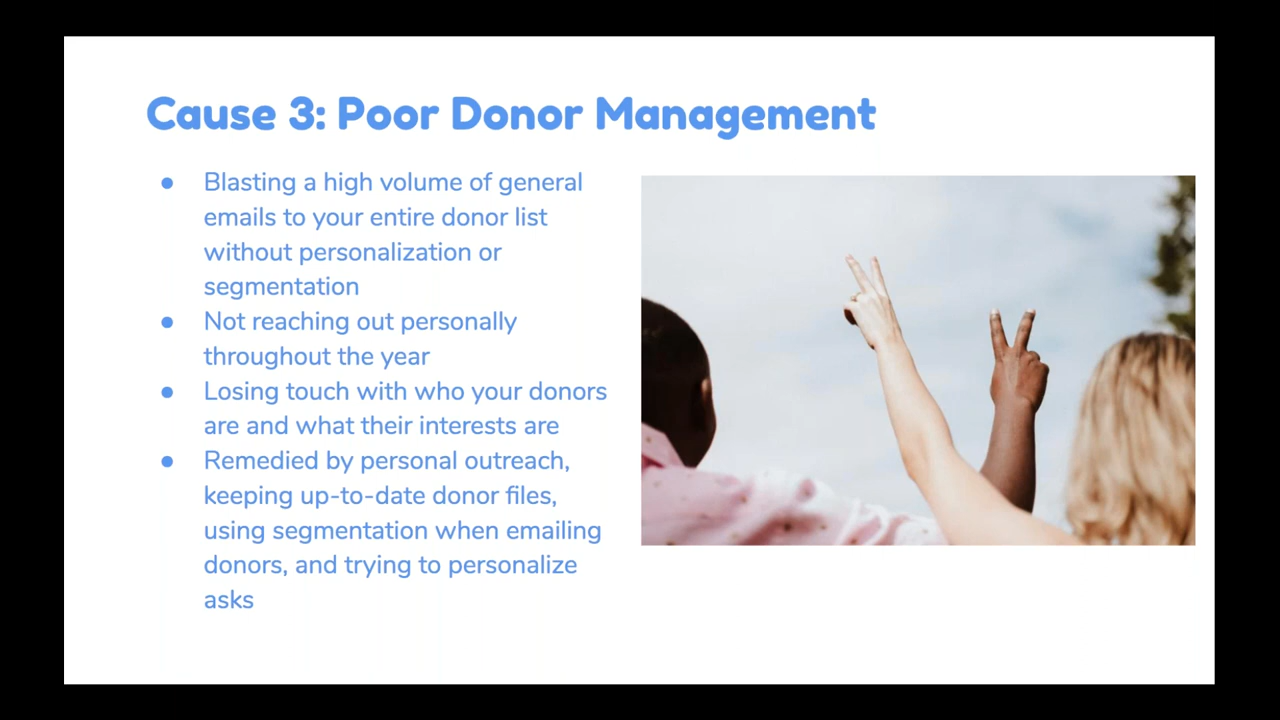 Cause 3: Poor Donor Management
● Blasting a high volume of general
emails to your entire donor list
without personalization or
segmentation
● Not reaching out personally
throughout the year
● Losing touch with who your donors
are and what their interests are
● Remedied by personal outreach,
keeping up-to-date donor files,
using segmentation when emailing
donors, and trying to personalize
asks